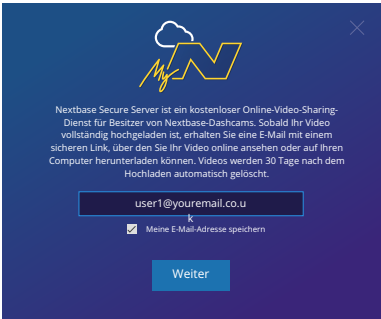 My N
Nextbase Secure Server ist ein kostenloser Online-Video-Sharing-
Dienst für Besitzer von Nextbase-Dashcams. Sobald Ihr Video
vollständig hochgeladen ist, erhalten Sie eine E-Mail mit einem
sicheren Link, über den Sie Ihr Video online ansehen oder auf Ihren
Computer herunterladen können. Videos werden 30 Tage nach dem
Hochladen automatisch gelöscht.
user1@youremail.co.u
k
Meine E-Mail-Adresse speichern
Weiter